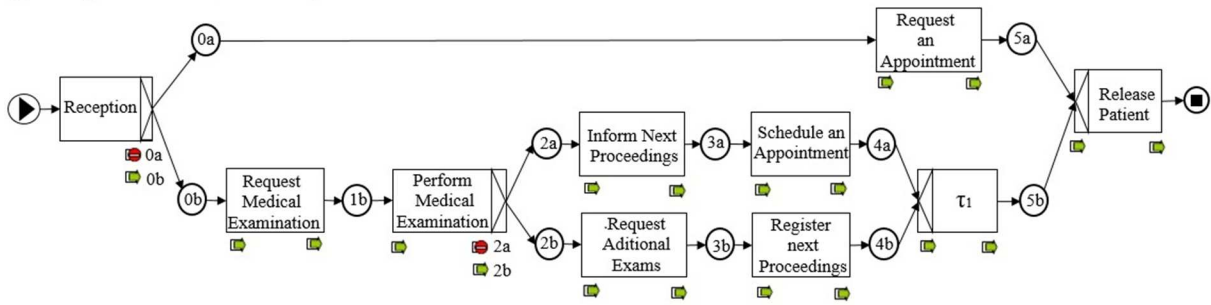 0a
Request
an
Appointment
5a
Reception
Release
Patient
0a
0b
0b
Request
Medical
Examination
1b
Perform
Medical
Examination
2a
2b
2a
Inform Next
Proceedings
3a
Schedule an
Appointment
4a
2b
.Request
Aditional
Exams
3b
Register
next
Proceedings
4b
τ1
5b